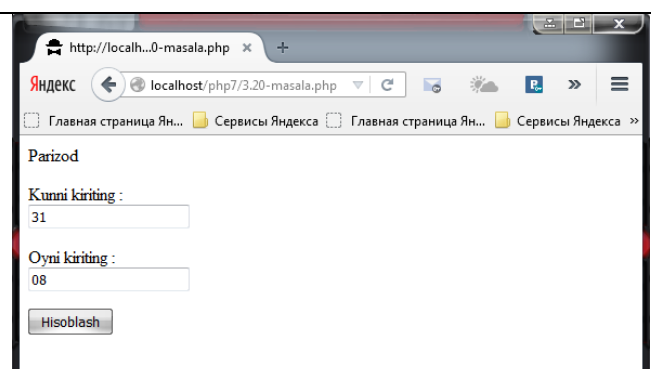 http://localh...0-masala.php × +
Яндекс localhost/php7/3.20-masala.php
Главная страница Ян... Сервисы Яндекса Главная страница Ян... Сервисы Яндекса »
Parizod
Kunni kiriting :
31
Oyni kiriting :
08
Hisoblash